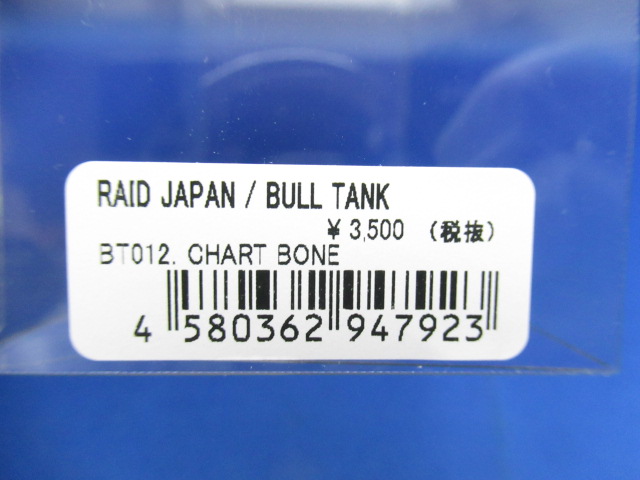 RAID JAPAN / BULL TANK
¥ 3,500 (税抜)
BT012. CHART BONE
4 580362 947923